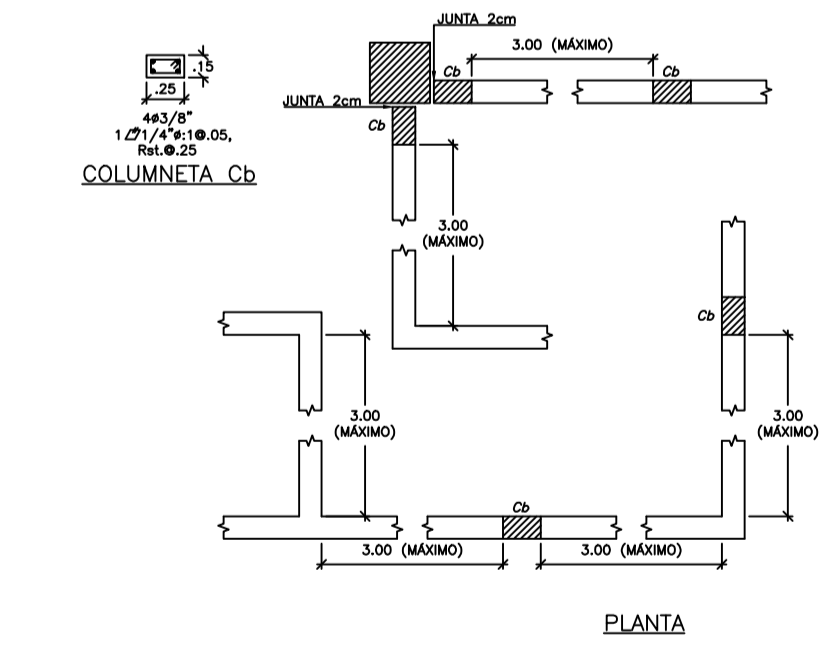 JUNTA 2cm
3.00 (MÁXIMO)
Cb
Cb
.15
.25
JUNTA 2cm
Cb
4ø3/8"
1/4"ø:1@.05,
Rst.@.25
COLUMNETA Cb
3.00
(MÁXIMO)
Cb
3.00
(MÁXIMO)
3.00
(MÁXIMO)
Cb
3.00 (MÁXIMO)
3.00 (MÁXIMO)
PLANTA